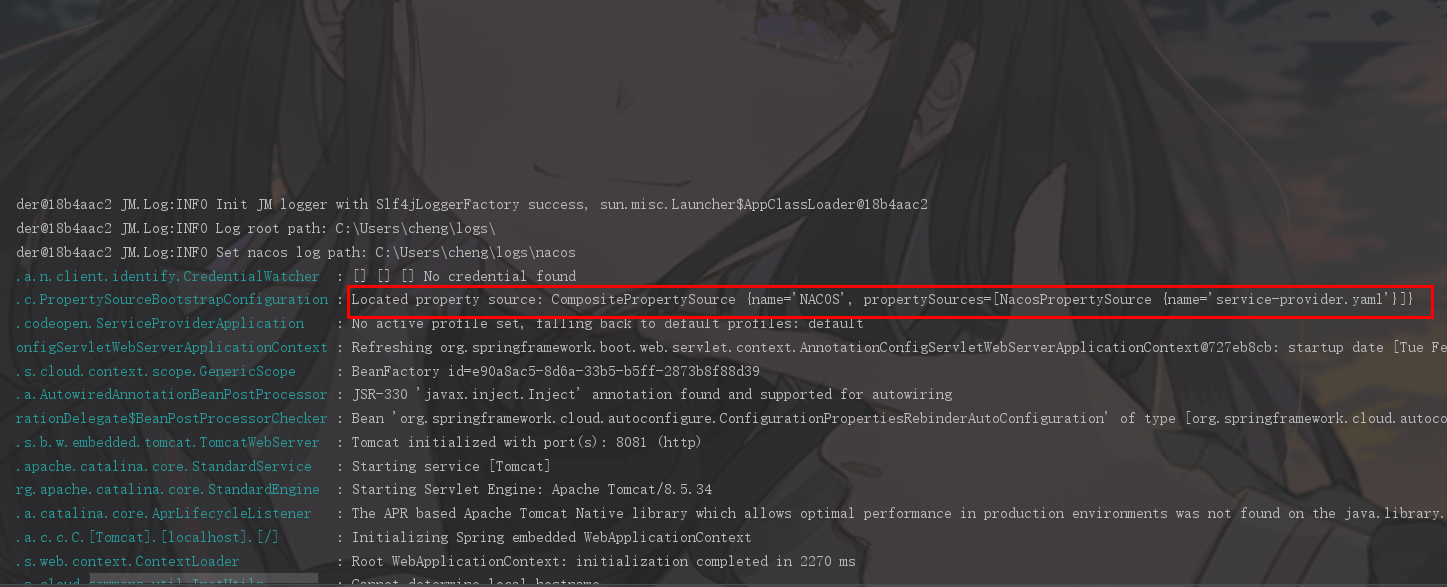 der@18b4aac2 JM.Log:INFO Init JM logger with Slf4jLoggerFactory success, sun.misc.Launcher$AppClassLoader@18b4aac2
der@18b4aac2 JM.Log:INFO Log root path: C:\Users\cheng\logs\
der@18b4aac2 JM.Log:INFO Set nacos log path: C:\Users\cheng\logs\nacos
.a.n.client.identify.CredentialWatcher : [] [] [] No credential found
.c.PropertySourceBootstrapConfiguration : Located property source: CompositePropertySource {name='NACOS', propertySources=[NacosPropertySource {name='service-provider.yaml'}]}
.codeopen.ServiceProviderApplication : No active profile set, falling back to default profiles: default
onfigServletWebServerApplicationContext : Refreshing org.springframework.boot.web.servlet.context.AnnotationConfigServletWebServerApplicationContext@727eb8cb: startup date [Tue Fe
.s.cloud.context.scope.GenericScope : BeanFactory id=e90a8ac5-8d6a-33b5-b5ff-2873b8f88d39
.a.AutowiredAnnotationBeanPostProcessor : JSR-330 'javax.inject.Inject' annotation found and supported for autowiring
rationDelegate$BeanPostProcessorChecker : Bean 'org.springframework.cloud.autoconfigure.ConfigurationPropertiesRebinderAutoConfiguration' of type [org.springframework.cloud.autoco
.s.b.w.embedded.tomcat.TomcatWebServer : Tomcat initialized with port(s): 8081 (http)
.apache.catalina.core.StandardService : Starting service [Tomcat]
rg.apache.catalina.core.StandardEngine : Starting Servlet Engine: Apache Tomcat/8.5.34
.a.catalina.core.AprLifecycleListener : The APR based Apache Tomcat Native library which allows optimal performance in production environments was not found on the java.library.
.a.c.c.C.[Tomcat].[localhost].[/] : Initializing Spring embedded WebApplicationContext
.s.web.context.ContextLoader : Root WebApplicationContext: initialization completed in 2270 ms
.s.cloud.commons.util.InetUtils : Cannot determine local hostname